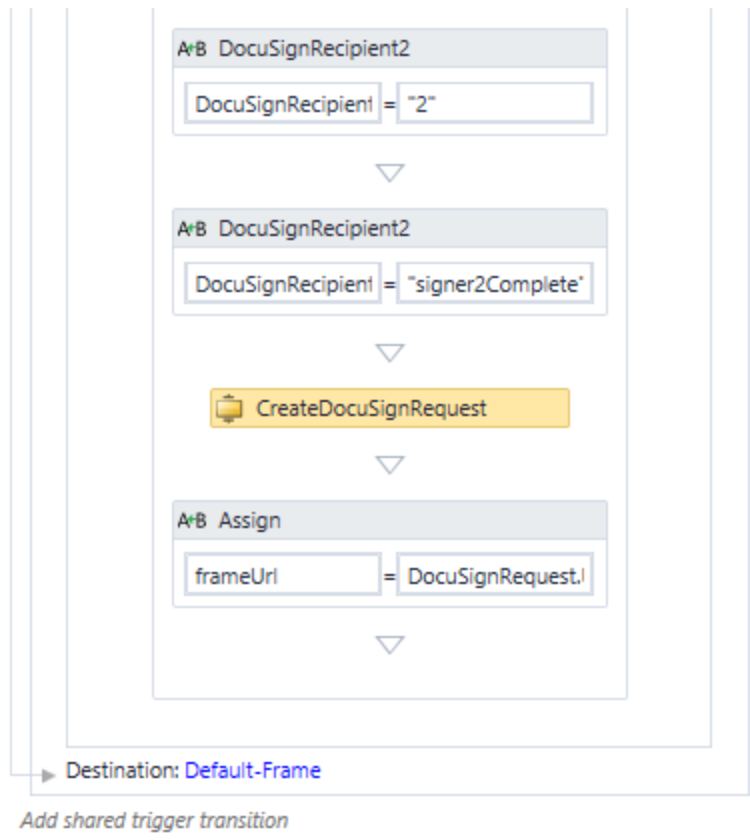 A+B DocuSignRecipient2
DocuSignRecipient = "2"
A+B DocuSignRecipient2
DocuSignRecipient = "signer2Complete"
CreateDocuSignRequest
A+B Assign
frameUrl = DocuSignRequest.
Destination: Default-Frame
Add shared trigger transition